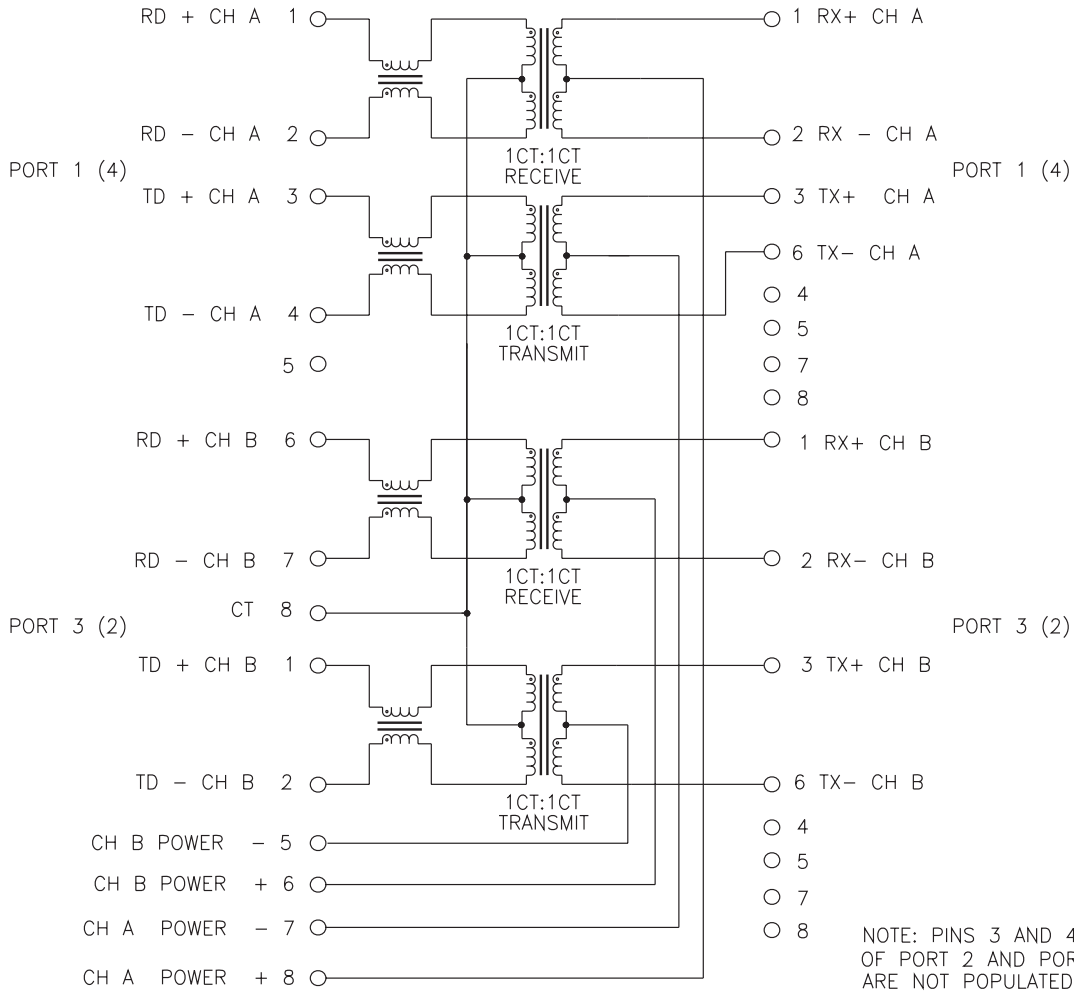 RD + CH A 1
1 RX+ CH A
RD - CH A 2
2 RX - CH A
1CT:1CT
RECEIVE
PORT 1 (4)
PORT 1 (4)
TD + CH A 3
3 TX+ CH A
6 TX- CH A
TD - CH A 4
4
1CT:1CT
TRANSMIT
5
5
7
8
RD + CH B 6
1 RX+ CH B
RD - CH B 7
2 RX- CH B
1CT:1CT
RECEIVE
CT 8
PORT 3 (2)
PORT 3 (2)
TD + CH B 1
3 TX+ CH B
TD - CH B 2
6 TX- CH B
1CT:1CT
TRANSMIT
4
CH B POWER - 5
5
CH B POWER + 6
7
CH A POWER - 7
8
CH A POWER + 8
NOTE: PINS 3 AND 4
OF PORT 2 AND
ARE NOT POPULATED